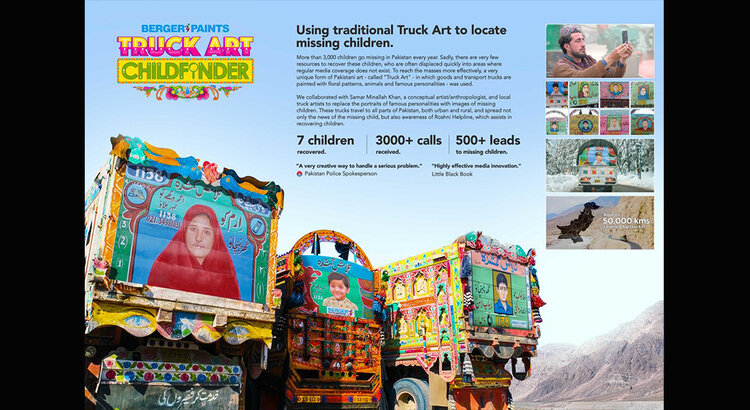 BERGER PAINTS
TRUCK ART
CHILDFINDER
Using traditional Truck Art to locate
missing children.
More than 3,000 children go missing in Pakistan every year. Sadly, there are very few
resources to recover these children, who are often displaced quickly into areas where
regular media coverage does not exist. To reach the masses more effectively, a very
unique form of Pakistani art - called "Truck Art" - in which goods and transport trucks are
painted with floral patterns, animals and famous personalities - was used.
We collaborated with Samar Minallah Khan, a conceptual artist/anthropologist, and local
truck artists to replace the portraits of famous personalities with images of missing
children. These trucks travel to all parts of Pakistan, both urban and rural, and spread not
only the news of the missing child, but also awareness of Roshni Helpline, which assists in
recovering children.
7 children
recovered.
3000+ calls
received.
500+ leads
to missing children.
"A very creative way to handle a serious problem."
Pakistan Police Spokesperson
"Highly effective media innovation."
Little Black Book
50,000 kms
1138
1138
1138